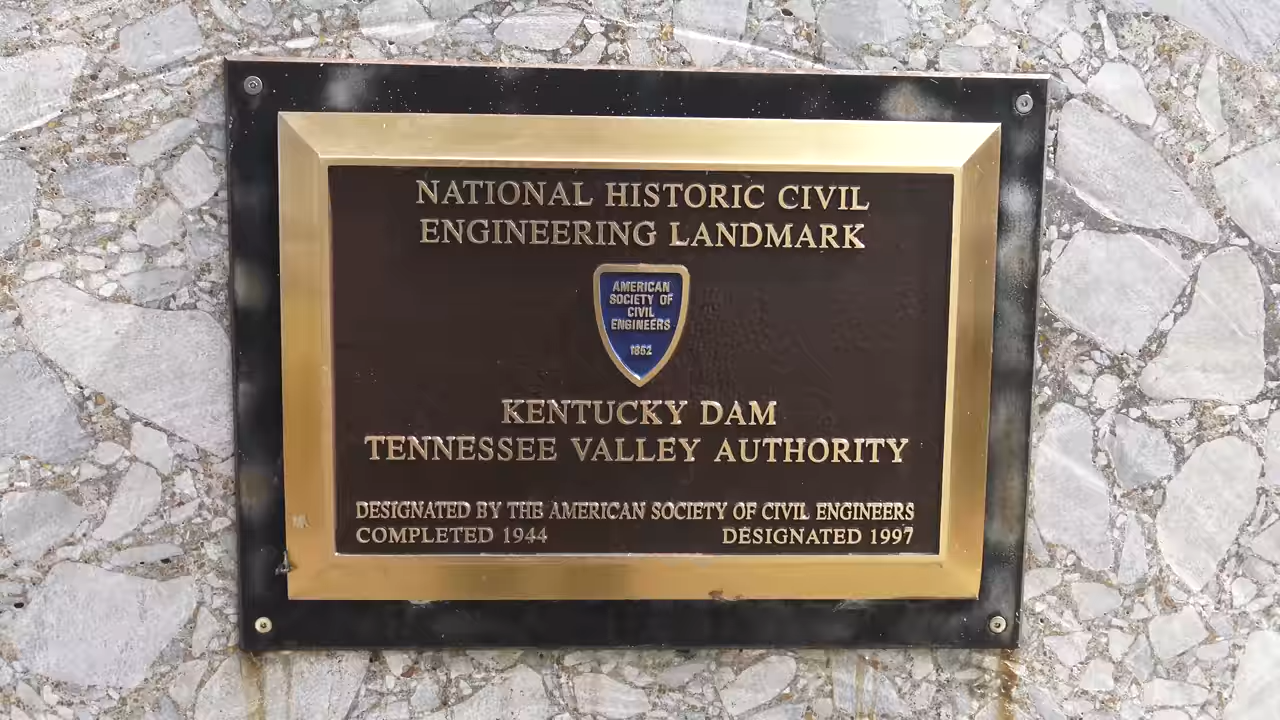 NATIONAL HISTORIC CIVIL
ENGINEERING LANDMARK
AMERICAN
SOCIETY OF
CIVIL
ENGINEERS
1852
KENTUCKY DAM
TENNESSEE VALLEY AUTHORITY
DESIGNATED BY THE AMERICAN SOCIETY OF CIVIL ENGINEERS
COMPLETED 1944 DESIGNATED 1997